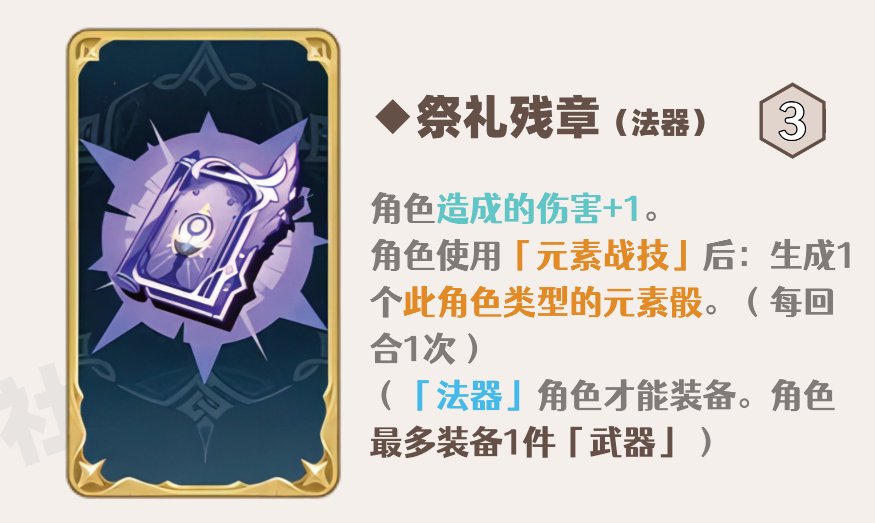 ◆祭礼残章（法器） 3
角色造成的伤害+1。
角色使用「元素战技」后：生成1
个此角色类型的元素骰。（每回
合1次）
（「法器」角色才能装备。角色
最多装备1件「武器」）
社